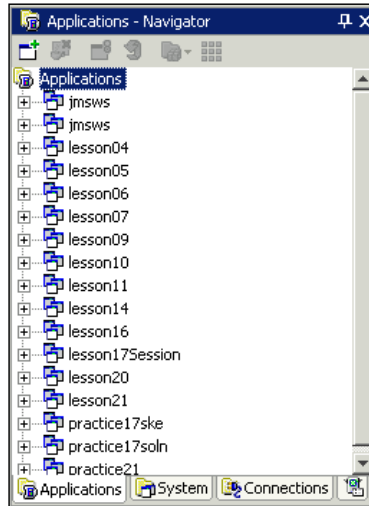 Applications - Navigator
Applications
jmsws
jmsws
lesson04
lesson05
lesson06
lesson07
lesson09
lesson10
lesson11
lesson14
lesson16
lesson17Session
lesson20
lesson21
practice17ske
practice17soln
practice21
Applications System Connections